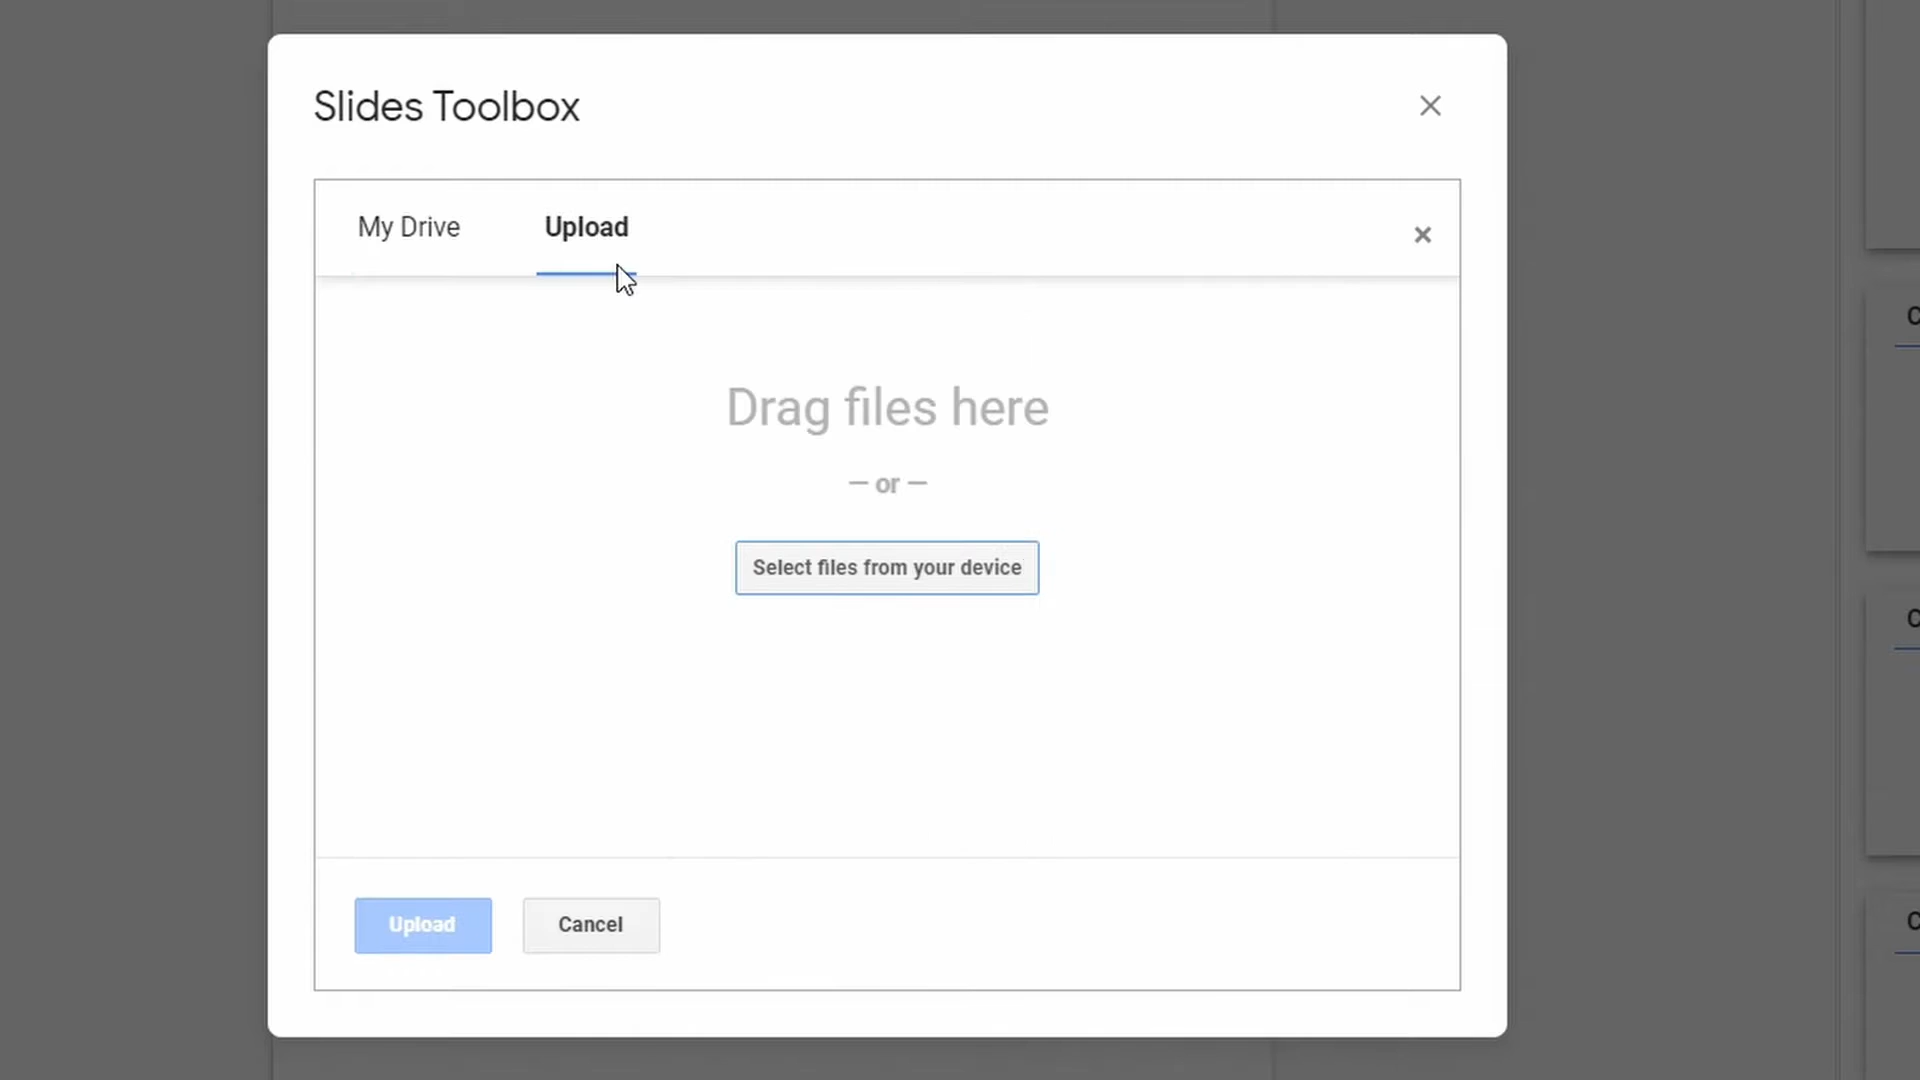 Slides Toolbox
My Drive
Upload
Drag files here
— or —
Select files from your device
Upload
Cancel